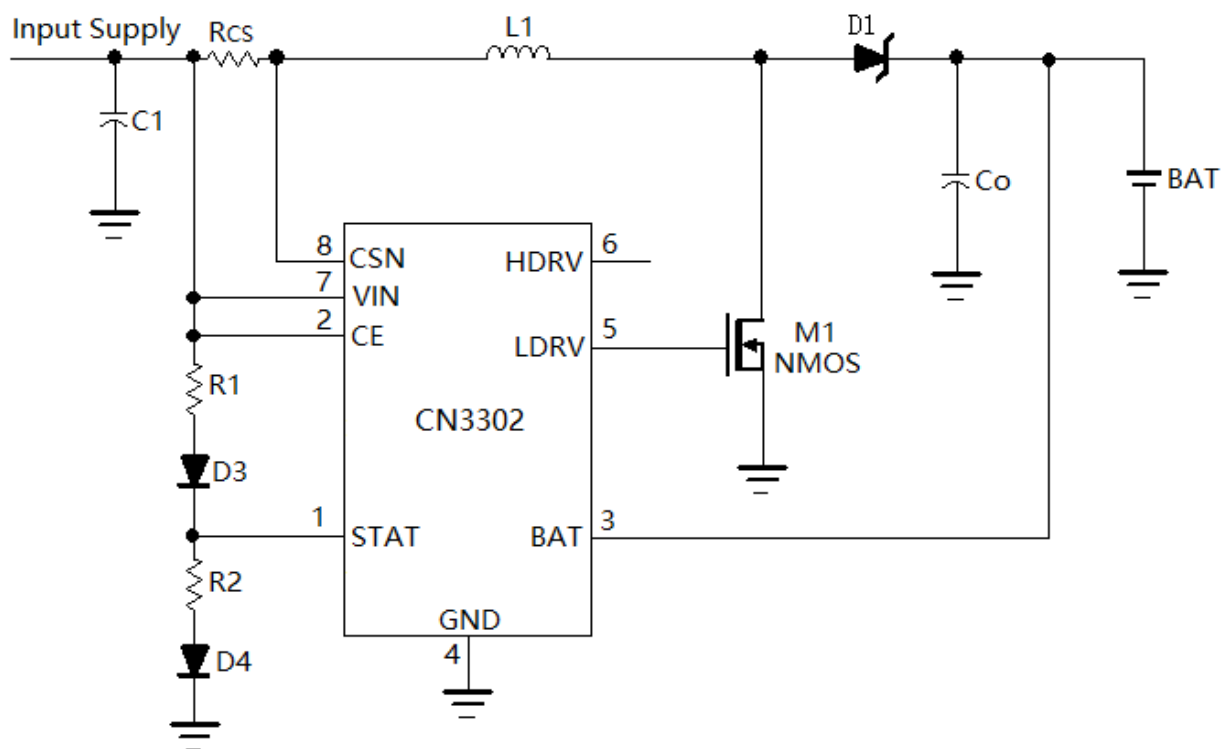 Input Supply
RCS
L1
D1
C1
Co
BAT
8
CSN
HDRV
6
7
VIN
2
CE
LDRV
5
M1
NMOS
R1
CN3302
D3
1
STAT
BAT
3
R2
GND
4
D4